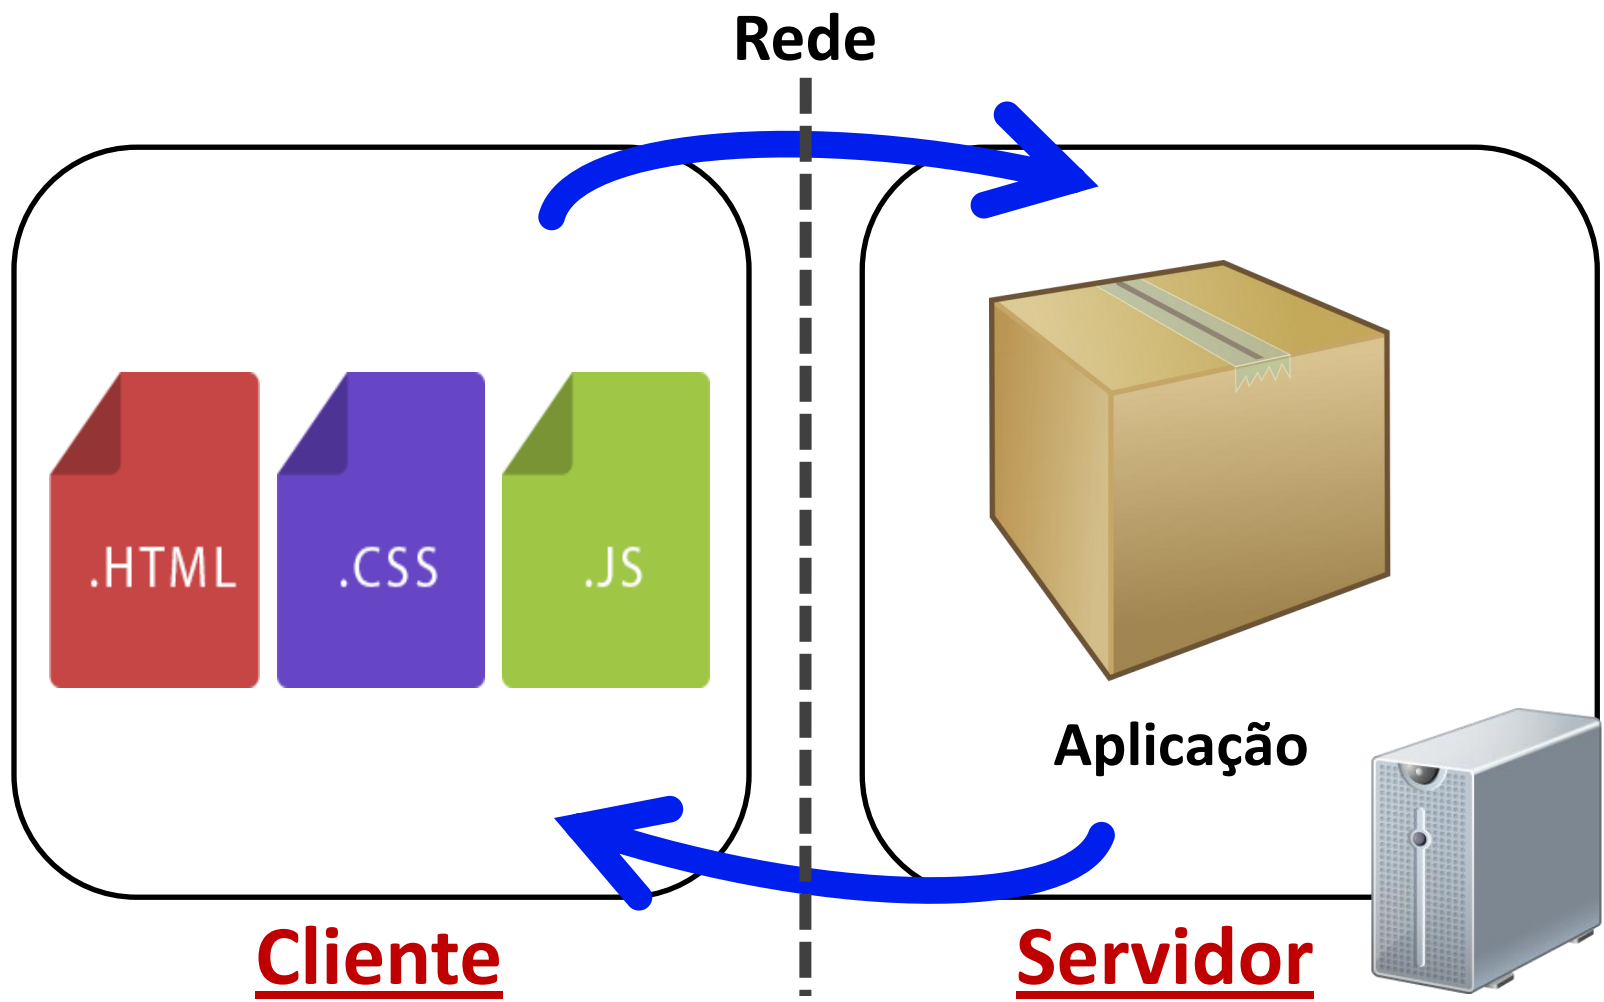 Rede
.HTML
.CSS
.JS
Aplicação
Cliente
Servidor